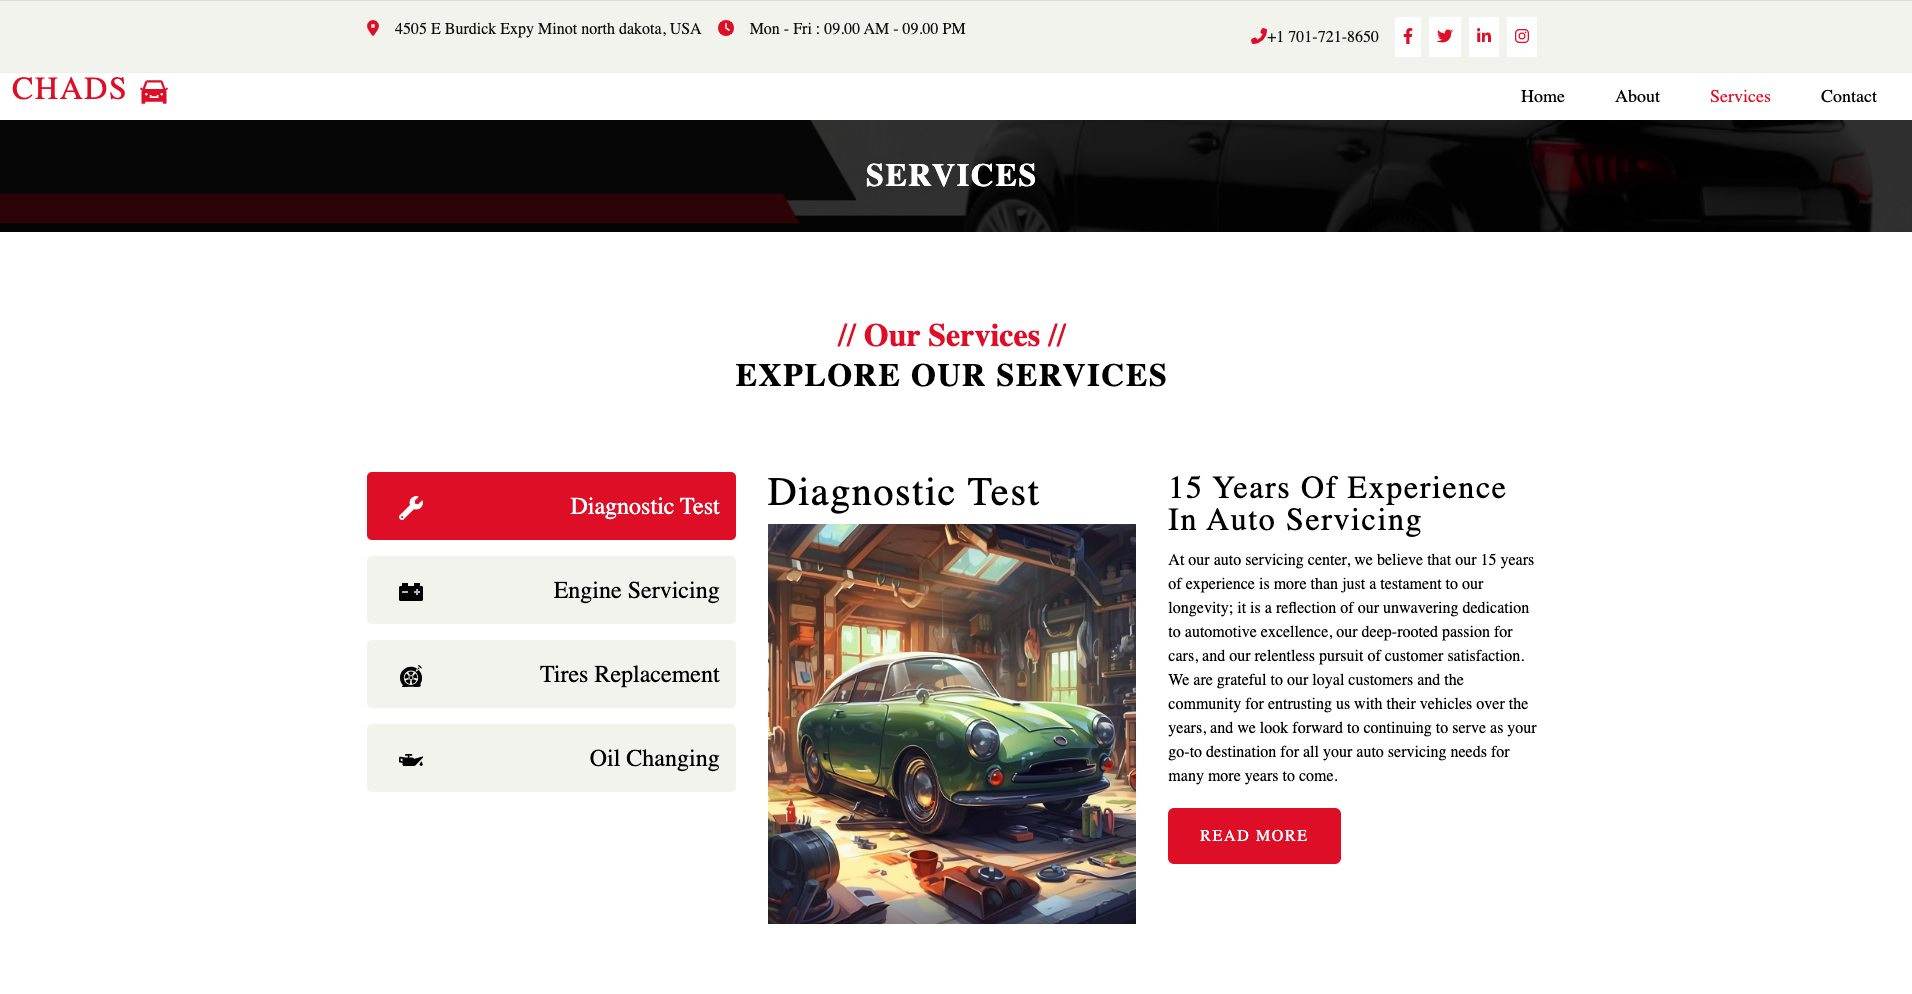 4505 E Burdick Expy Minot north dakota, USA
Mon - Fri : 09.00 AM - 09.00 PM
+1 701-721-8650
CHADS
Home
About
Services
Contact
SERVICES
// Our Services //
EXPLORE OUR SERVICES
Diagnostic Test
Engine Servicing
Tires Replacement
Oil Changing
Diagnostic Test
15 Years Of Experience
In Auto Servicing
At our auto servicing center, we believe that our 15 years
of experience is more than just a testament to our
longevity; it is a reflection of our unwavering dedication
to automotive excellence, our deep-rooted passion for
cars, and our relentless pursuit of customer satisfaction.
We are grateful to our loyal customers and the
community for entrusting us with their vehicles over the
years, and we look forward to continuing to serve as your
go-to destination for all your auto servicing needs for
many more years to come.
READ MORE